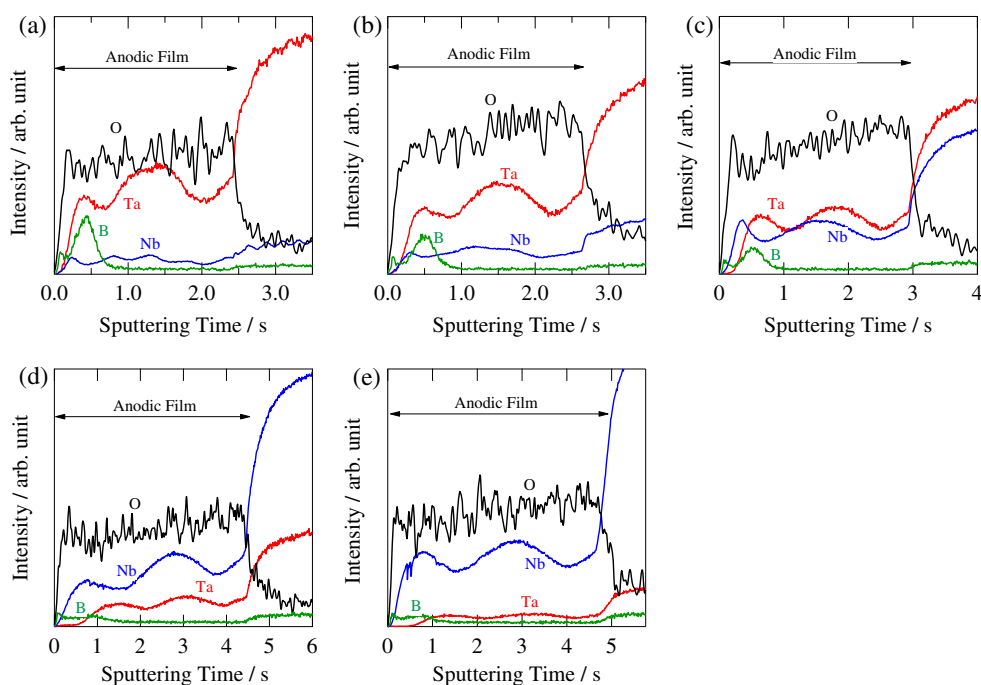 (a)
Anodic Film
O
Ta
B
Nb
Intensity / arb. unit
0.0 1.0 2.0 3.0
Sputtering Time / s
(b)
Anodic Film
O
Ta
B
Nb
Intensity / arb. unit
0.0 1.0 2.0 3.0
Sputtering Time / s
(c)
Anodic Film
O
Ta
Nb
B
Intensity / arb. unit
0 1 2 3 4
Sputtering Time / s
(d)
Anodic Film
O
Nb
Ta
B
Intensity / arb. unit
0 1 2 3 4 5 6
Sputtering Time / s
(e)
Anodic Film
O
Nb
B
Ta
Intensity / arb. unit
0 1 2 3 4 5
Sputtering Time / s